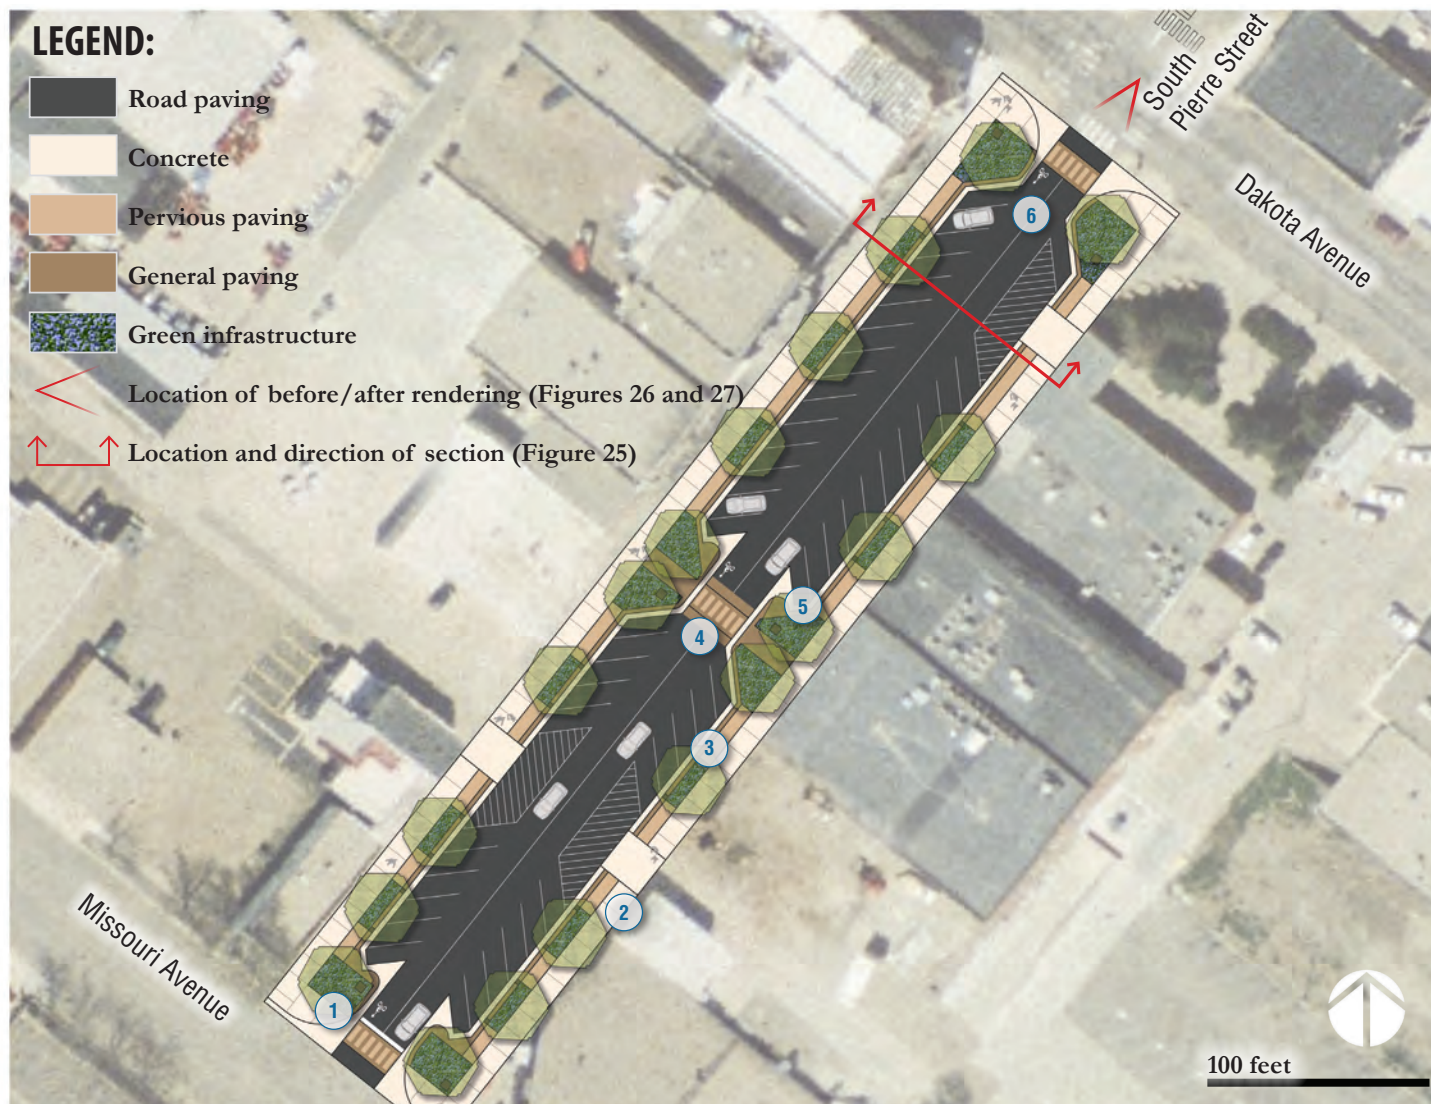 LEGEND:
Road paving
Concrete
Pervious paving
General paving
Green infrastructure
Location of before/after rendering (Figures 26 and 27)
Location and direction of section (Figure 25)
South
Pierre Street
Dakota Avenue
6
5
4
3
2
Missouri Avenue
1
100 feet